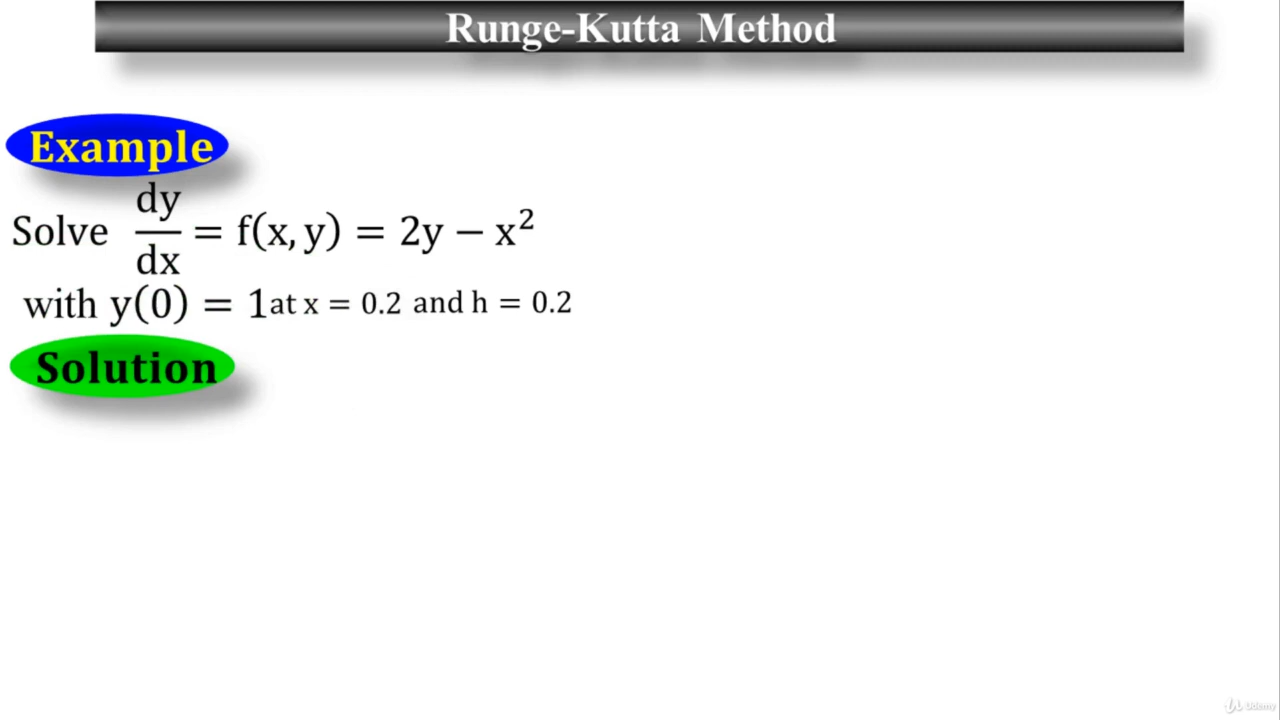 Runge-Kutta Method
Example
Solve dy/dx = f(x, y) = 2y − x²
with y(0) = 1 at x = 0.2 and h = 0.2
Solution
Udemy